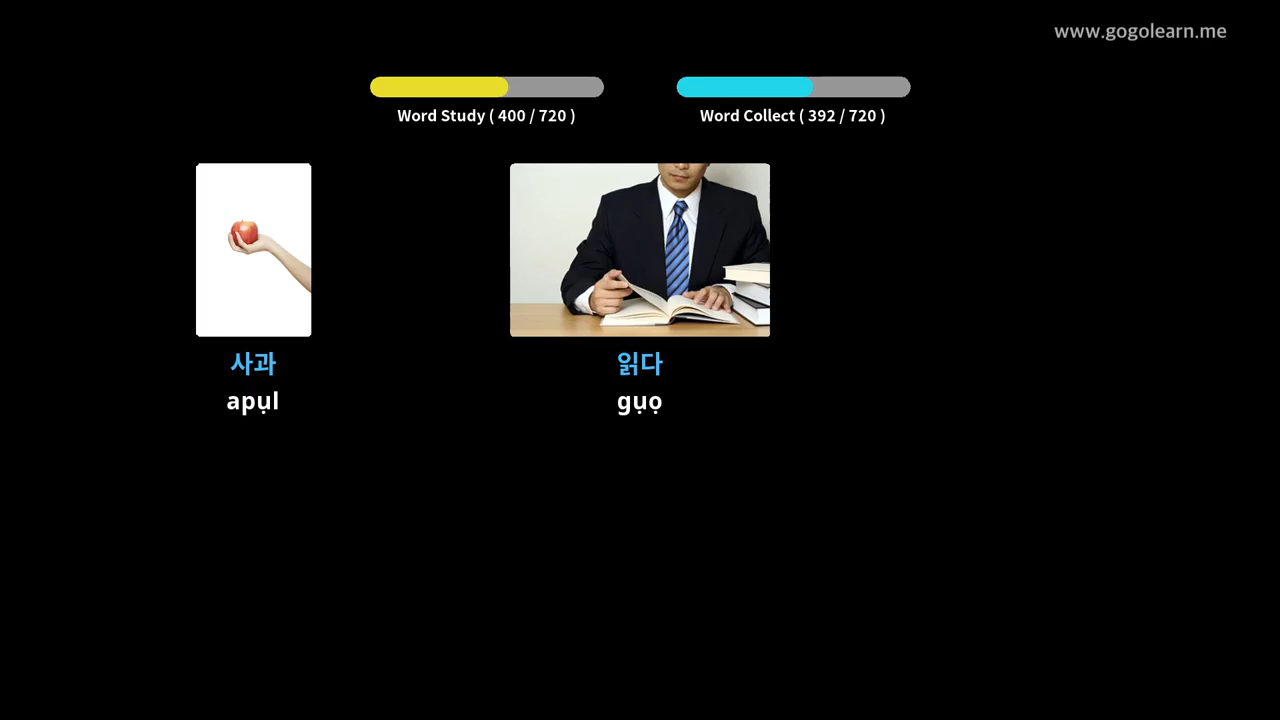 www.gogolearn.me
Word Study ( 400 / 720 )
Word Collect ( 392 / 720 )
사과
apụl
읽다
gụọ